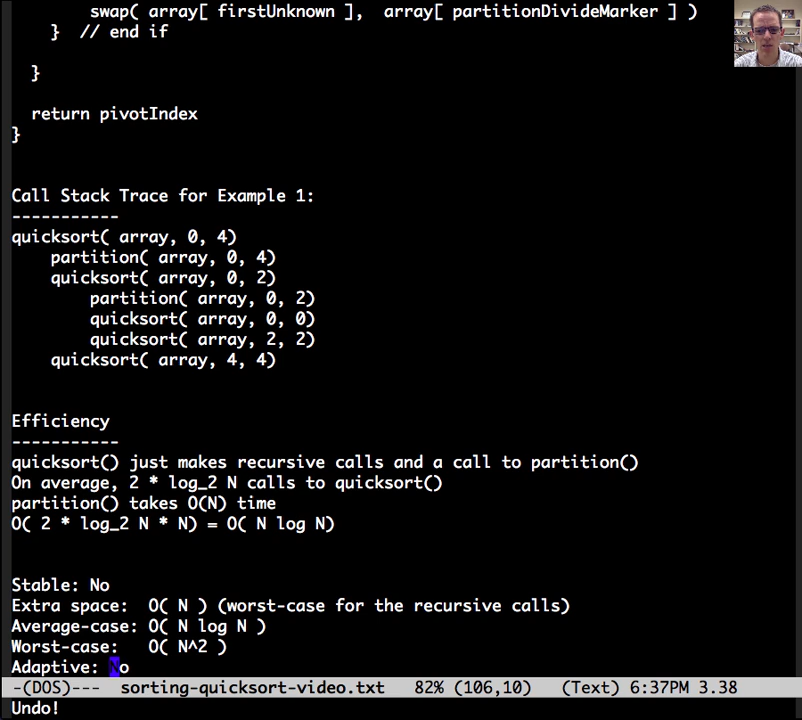 swap( array[ firstUnknown ],  array[ partitionDivideMarker ] )
}  // end if
}
return pivotIndex
}
Call Stack Trace for Example 1:
-----------
quicksort( array, 0, 4)
partition( array, 0, 4)
quicksort( array, 0, 2)
partition( array, 0, 2)
quicksort( array, 0, 0)
quicksort( array, 2, 2)
quicksort( array, 4, 4)
Efficiency
-----------
quicksort() just makes recursive calls and a call to partition()
On average, 2 * log_2 N calls to quicksort()
partition() takes O(N) time
O( 2 * log_2 N * N) = O( N log N)
Stable: No
Extra space:  O( N ) (worst-case for the recursive calls)
Average-case: O( N log N )
Worst-case:   O( N^2 )
Adaptive: No
-(DOS)---  sorting-quicksort-video.txt   82% (106,10)   (Text) 6:37PM 3.38
Undo!